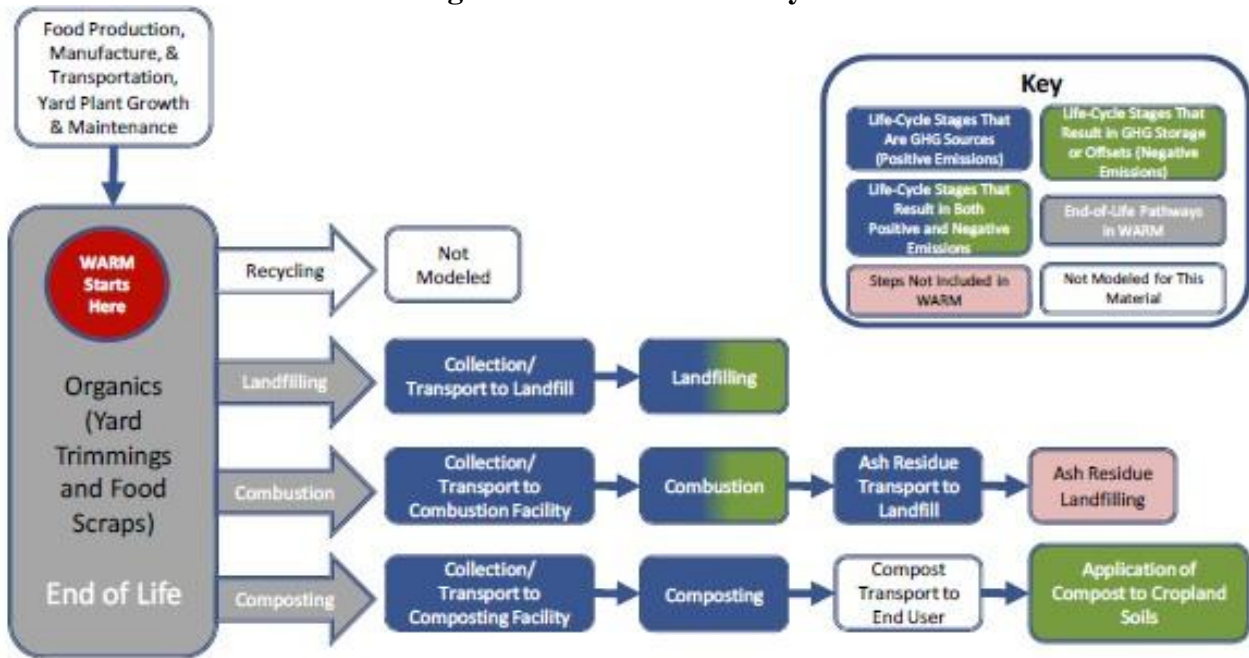 Food Production,
Manufacture, &
Transportation,
Yard Plant Growth
& Maintenance
WARM
Starts
Here
Organics
(Yard
Trimmings
and Food
Scraps)
End of Life
Recycling
Not
Modeled
Landfilling
Collection/
Transport to Landfill
Landfilling
Combustion
Collection/
Transport to
Combustion Facility
Combustion
Ash Residue
Transport to
Landfill
Ash Residue
Landfilling
Composting
Collection/
Transport to
Composting Facility
Composting
Compost
Transport to
End User
Application of
Compost to Cropland
Soils
Key
Life-Cycle Stages That
Are GHG Sources
(Positive Emissions)
Life-Cycle Stages That
Result in GHG Storage
or Offsets (Negative
Emissions)
Life-Cycle Stages That
Result in Both
Positive and Negative
Emissions
End-of-Life Pathways
in WARM
Steps Not Included in
WARM
Not Modeled for This
Material